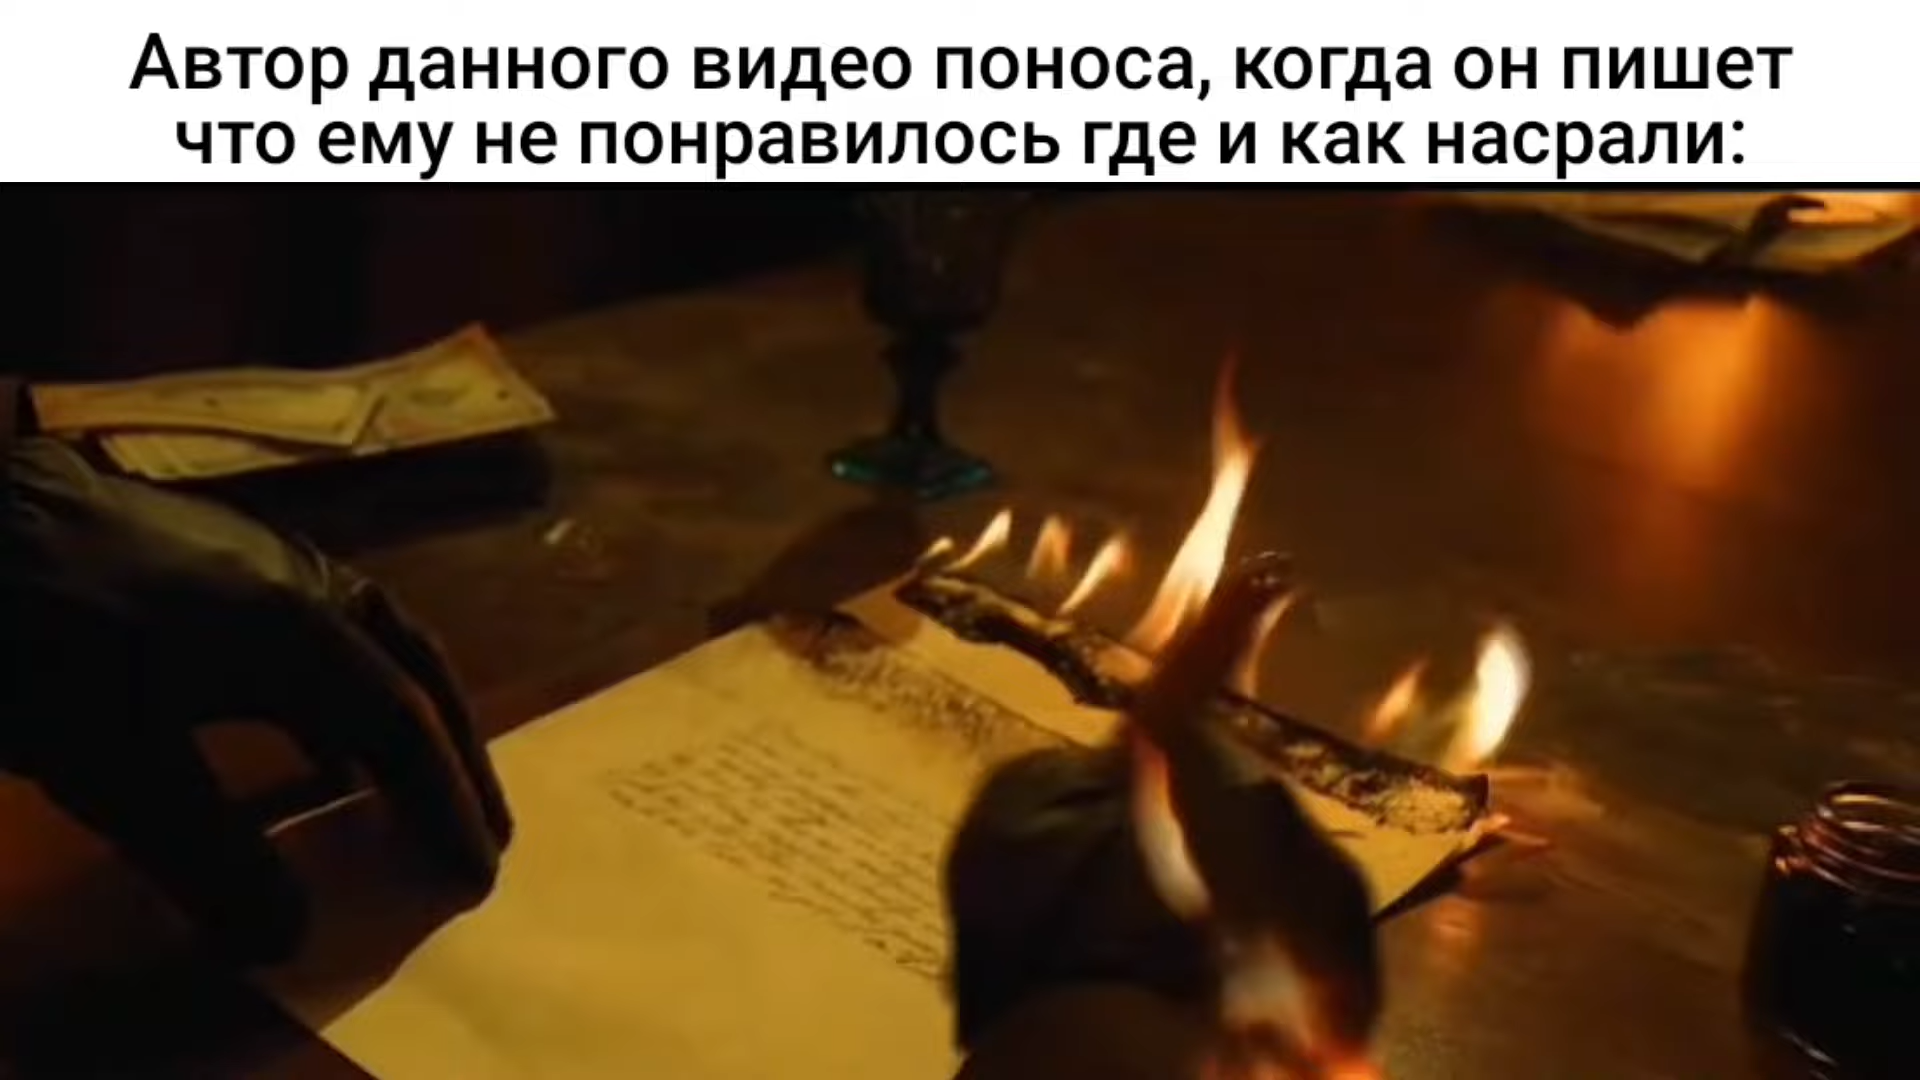 Автор данного видео поноса, когда он пишет
что ему не понравилось где и как насрали: